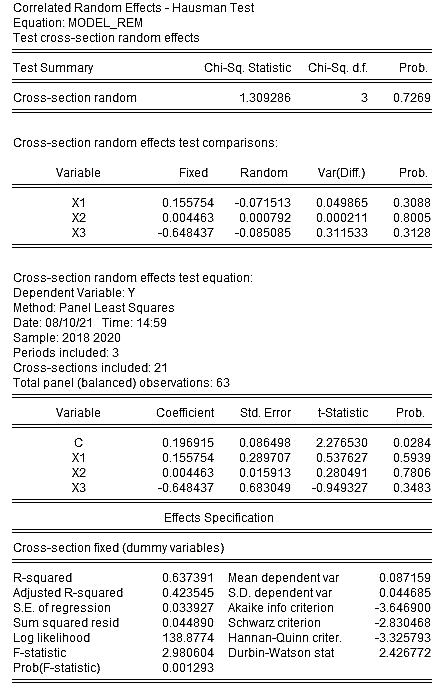 Correlated Random Effects - Hausman Test
Equation: MODEL_REM
Test cross-section random effects
Test Summary Chi-Sq. Statistic Chi-Sq. d.f. Prob.
Cross-section random 1.309286 3 0.7269
Cross-section random effects test comparisons:
Variable Fixed Random Var(Diff.) Prob.
X1 0.155754 -0.071513 0.049865 0.3088
X2 0.004463 0.000792 0.000211 0.8005
X3 -0.648437 -0.085085 0.311533 0.3128
Cross-section random effects test equation:
Dependent Variable: Y
Method: Panel Least Squares
Date: 08/10/21 Time: 14:59
Sample: 2018 2020
Periods included: 3
Cross-sections included: 21
Total panel (balanced) observations: 63
Variable Coefficient Std. Error t-Statistic Prob.
C 0.196915 0.086498 2.276530 0.0284
X1 0.155754 0.289707 0.537627 0.5939
X2 0.004463 0.015913 0.280491 0.7806
X3 -0.648437 0.683049 -0.949327 0.3483
Effects Specification
Cross-section fixed (dummy variables)
R-squared 0.637391 Mean dependent var 0.087159
Adjusted R-squared 0.423545 S.D. dependent var 0.044685
S.E. of regression 0.033927 Akaike info criterion -3.646900
Sum squared resid 0.044890 Schwarz criterion -2.830468
Log likelihood 138.8774 Hannan-Quinn criter. -3.325793
F-statistic 2.980604 Durbin-Watson stat 2.426772
Prob(F-statistic) 0.001293